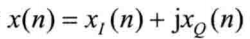 x(n) = x_I(n) + jx_Q(n)